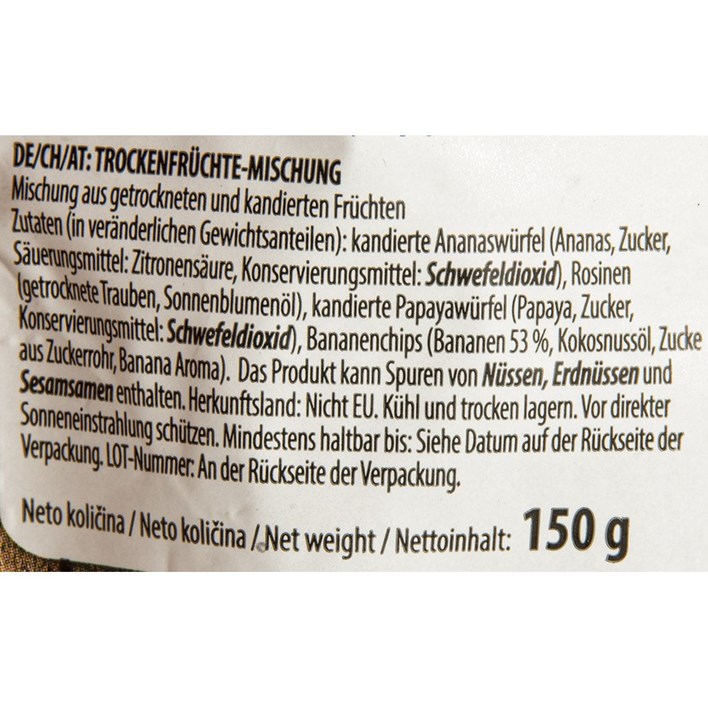 DE/CH/AT: TROCKENFRÜCHTE-MISCHUNG
Mischung aus getrockneten und kandierten Früchten
Zutaten (in veränderlichen Gewichtsanteilen): kandierte Ananaswürfel (Ananas, Zucker,
Säuerungsmittel: Zitronensäure, Konservierungsmittel: Schwefeldioxid), Rosinen
(getrocknete Trauben, Sonnenblumenöl), kandierte Papayawürfel (Papaya, Zucker,
Konservierungsmittel: Schwefeldioxid), Bananenchips (Bananen 53 %, Kokosnussöl, Zucke
aus Zuckerrohr, Banana Aroma). Das Produkt kann Spuren von Nüssen, Erdnüssen und
Sesamsamen enthalten. Herkunftsland: Nicht EU. Kühl und trocken lagern. Vor direkter
Sonneneinstrahlung schützen. Mindestens haltbar bis: Siehe Datum auf der Rückseite der
Verpackung. LOT-Nummer: An der Rückseite der Verpackung.
Neto količina / Neto količina / Net weight / Nettoinhalt: 150 g